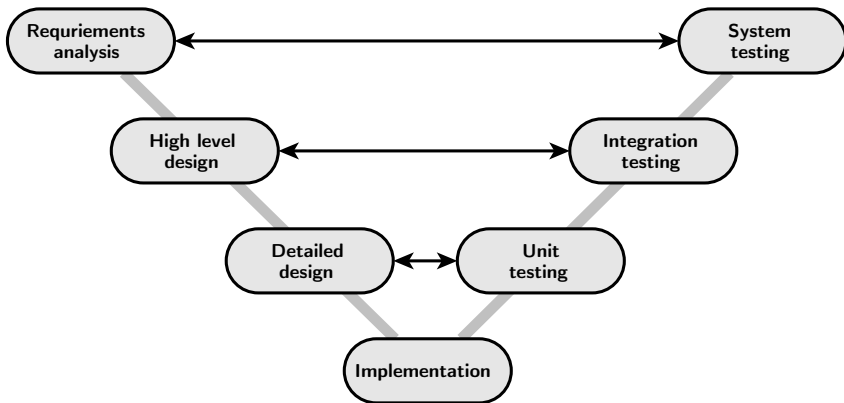 Requriements
analysis
System
testing
High level
design
Integration
testing
Detailed
design
Unit
testing
Implementation